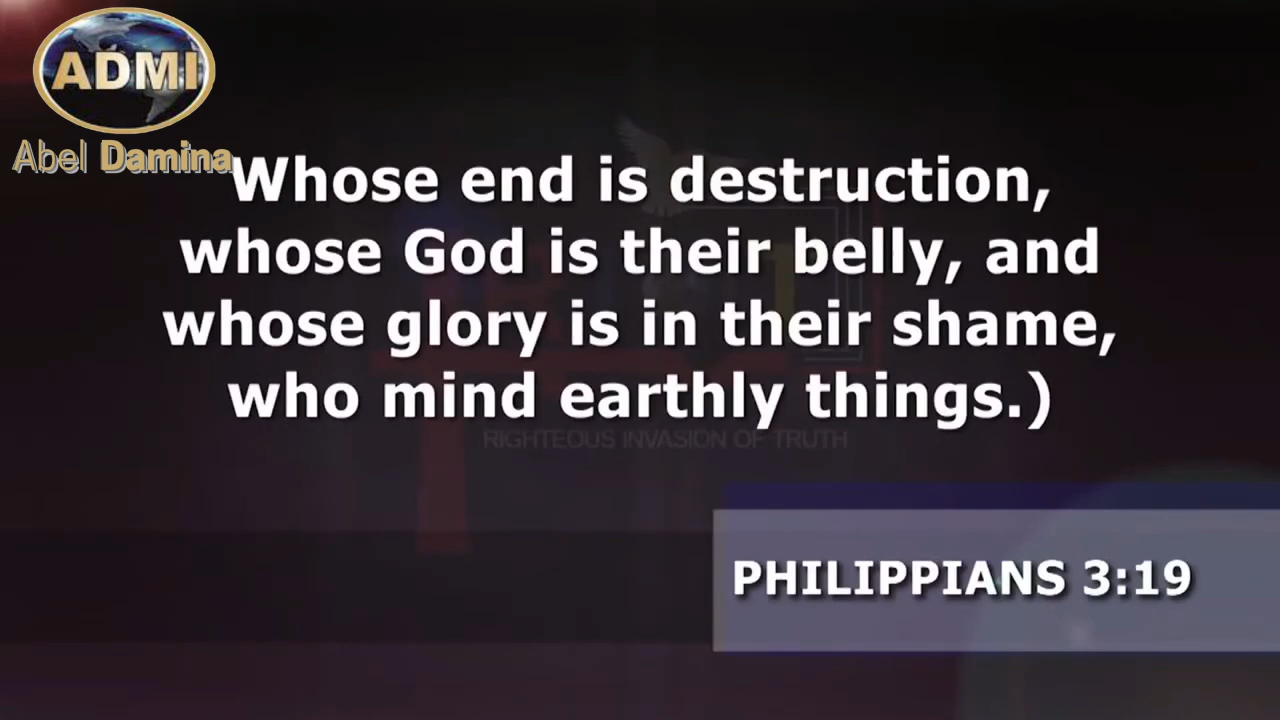 ADMI
Abel Damina
Whose end is destruction,
whose God is their belly, and
whose glory is in their shame,
who mind earthly things.)
RIGHTEOUS INVASION OF TRUTH
PHILIPPIANS 3:19